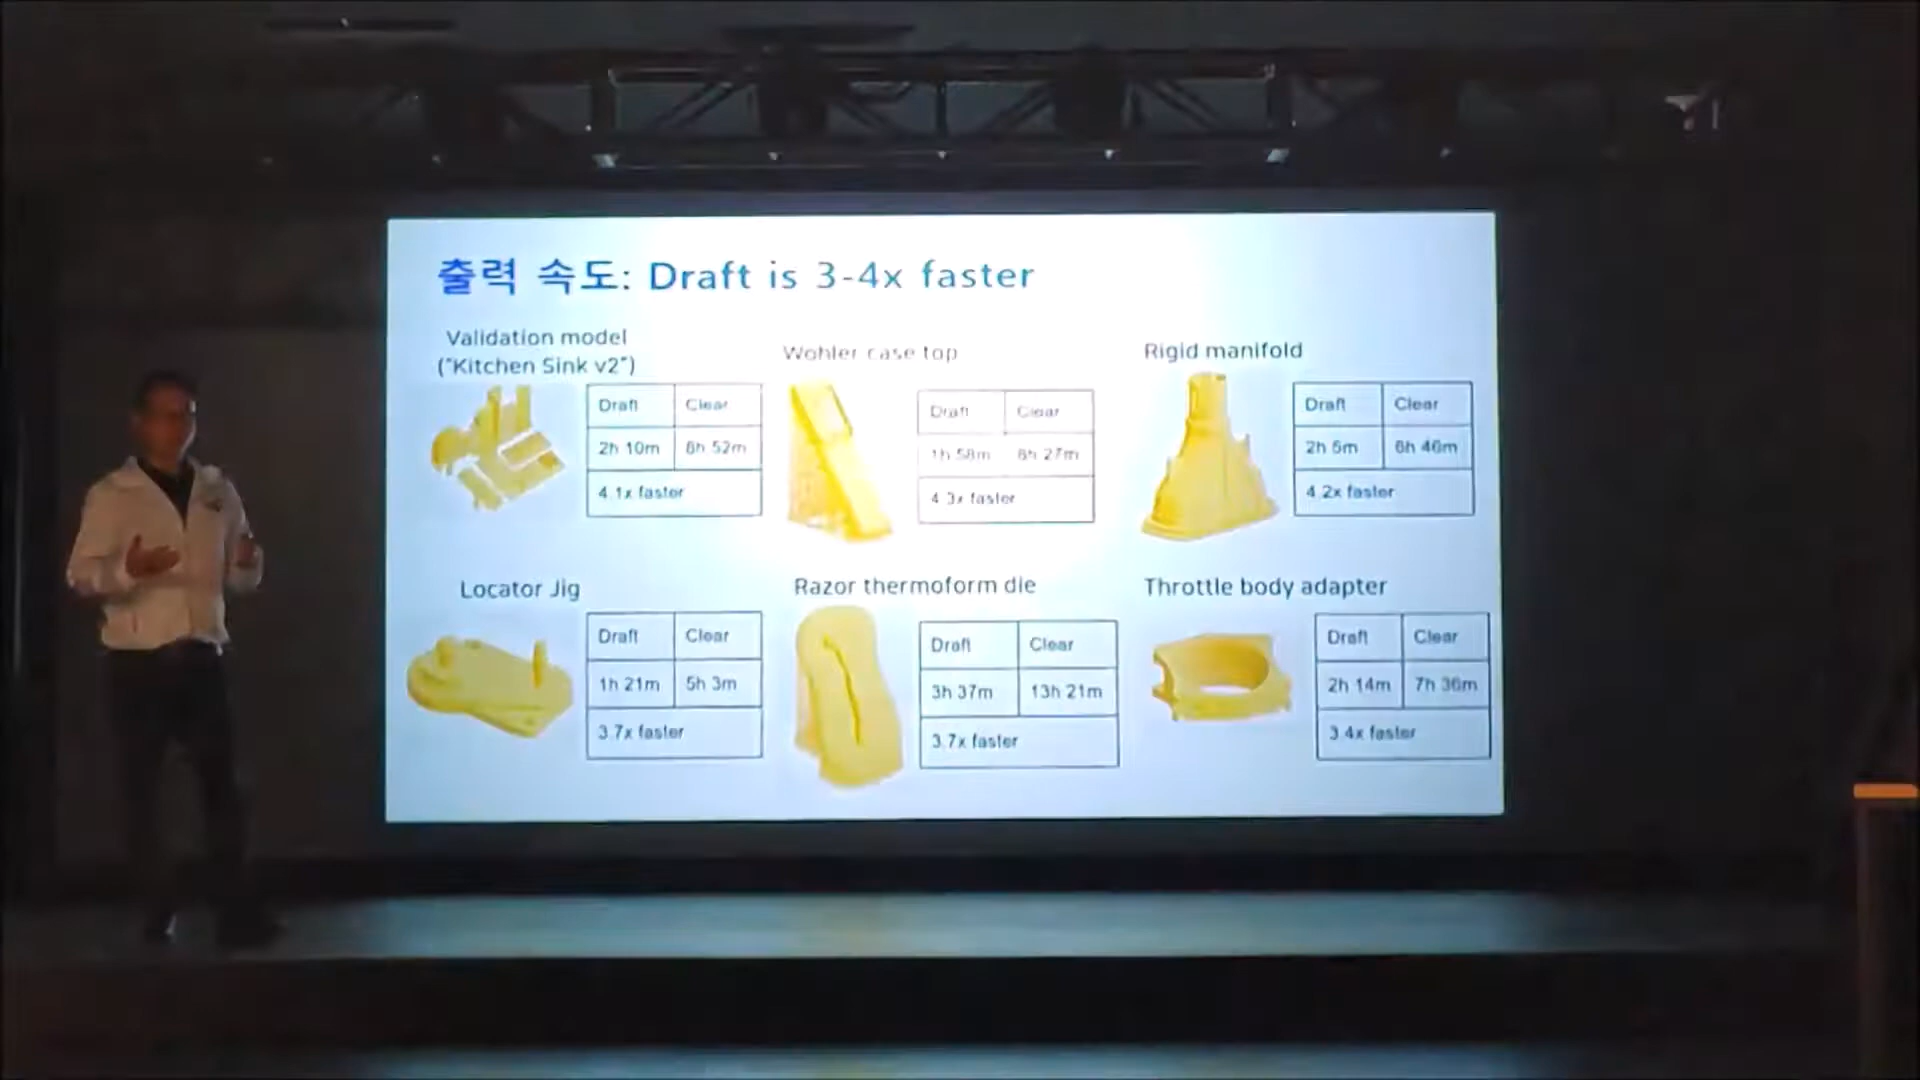 출력 속도: Draft is 3-4x faster
Validation model
("Kitchen Sink v2")
Draft Clear
2h 10m 8h 52m
4.1x faster
Wohler case top
Draft Clear
1h 58m 8h 27m
4.3x faster
Rigid manifold
Draft Clear
2h 5m 8h 46m
4.2x faster
Locator Jig
Draft Clear
1h 21m 5h 3m
3.7x faster
Razor thermoform die
Draft Clear
3h 37m 13h 21m
3.7x faster
Throttle body adapter
Draft Clear
2h 14m 7h 36m
3.4x faster